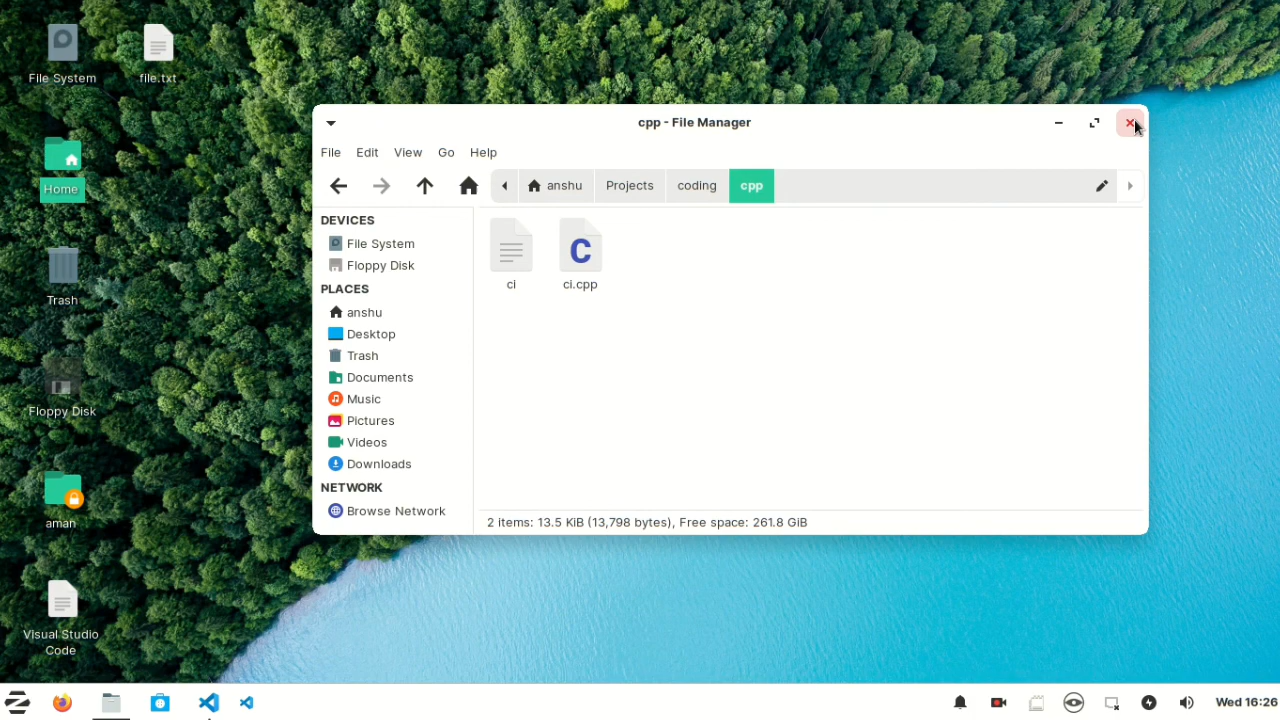 File System
file.txt
Home
Trash
Floppy Disk
aman
Visual Studio
Code
cpp - File Manager
File Edit View Go Help
anshu Projects coding cpp
DEVICES
File System
Floppy Disk
PLACES
anshu
Desktop
Trash
Documents
Music
Pictures
Videos
Downloads
NETWORK
Browse Network
C
ci ci.cpp
2 items: 13.5 KiB (13,798 bytes), Free space: 261.8 GiB
Wed 16:26